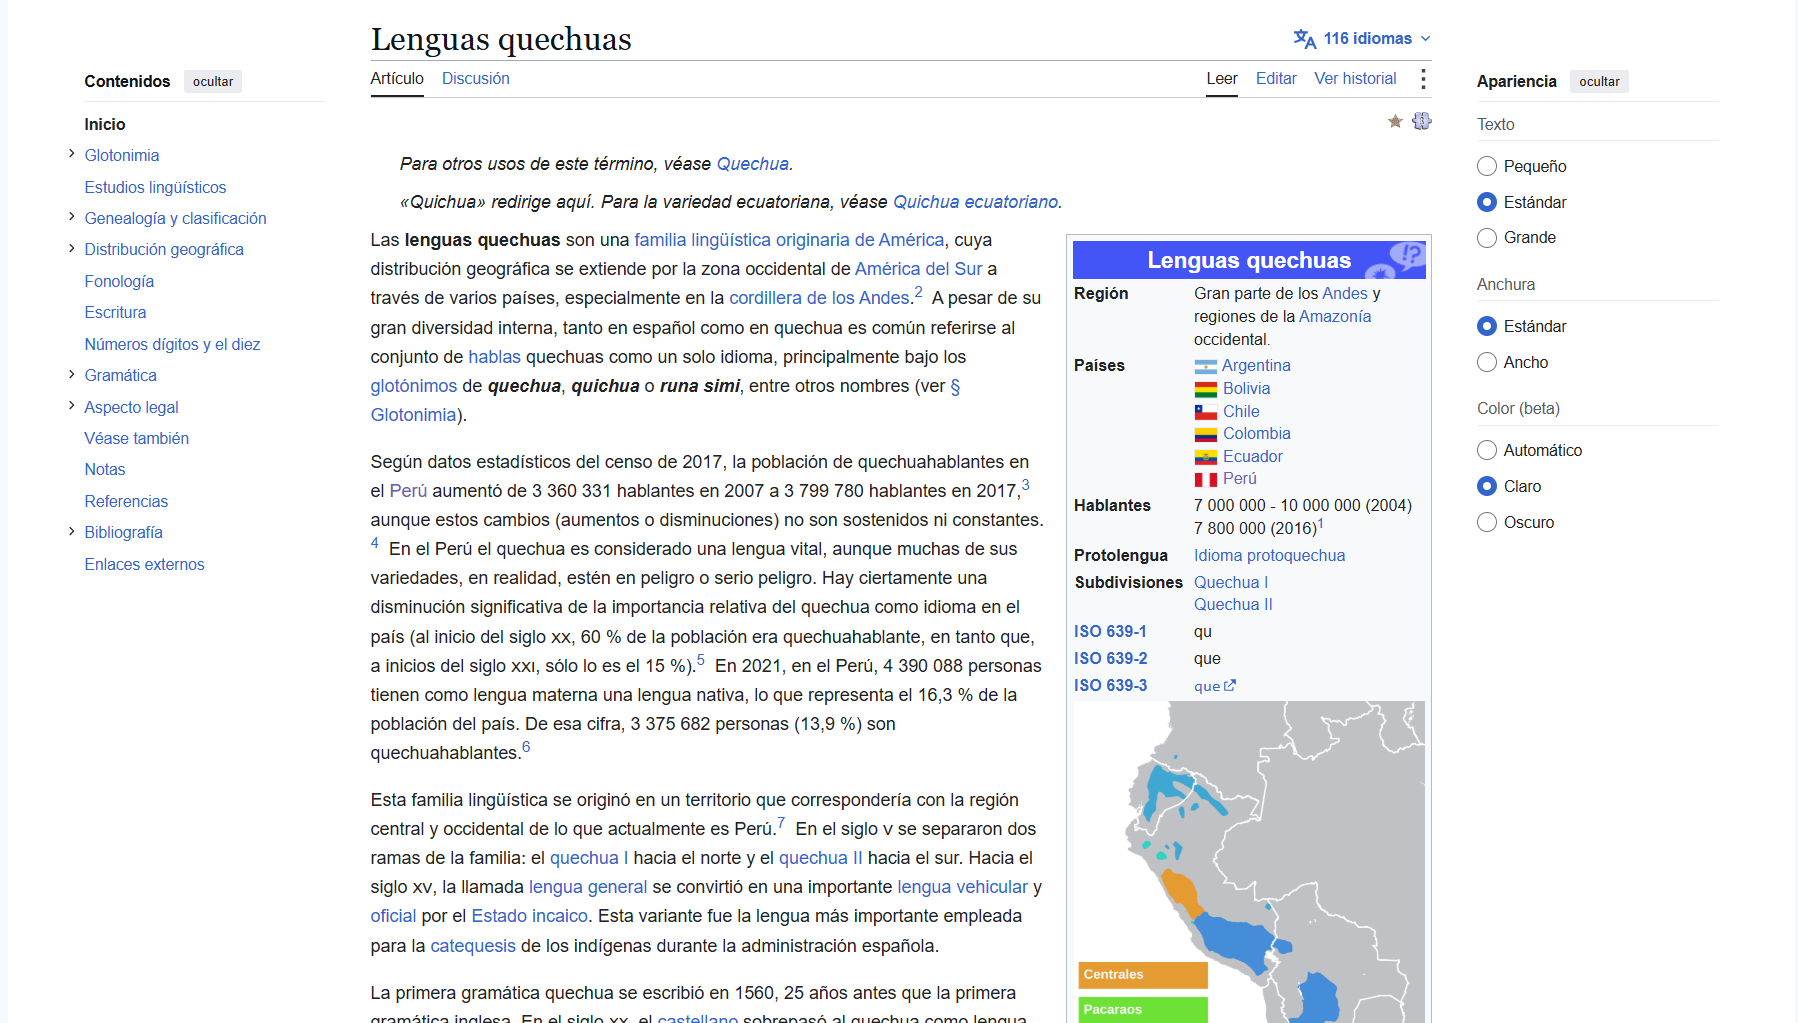 Lenguas quechuas
116 idiomas
Contenidos ocultar
Inicio
Glotonimia
Estudios lingüísticos
Genealogía y clasificación
Distribución geográfica
Fonología
Escritura
Números dígitos y el diez
Gramática
Aspecto legal
Véase también
Notas
Referencias
Bibliografía
Enlaces externos
Artículo Discusión
Leer Editar Ver historial
Para otros usos de este término, véase Quechua.
«Quichua» redirige aquí. Para la variedad ecuatoriana, véase Quichua ecuatoriano.
Las lenguas quechuas son una familia lingüística originaria de América, cuya
distribución geográfica se extiende por la zona occidental de América del Sur a
través de varios países, especialmente en la cordillera de los Andes.2 A pesar de su
gran diversidad interna, tanto en español como en quechua es común referirse al
conjunto de hablas quechuas como un solo idioma, principalmente bajo los
glotónimos de quechua, quichua o runa simi, entre otros nombres (ver §
Glotonimia).
Según datos estadísticos del censo de 2017, la población de quechuahablantes en
el Perú aumentó de 3 360 331 hablantes en 2007 a 3 799 780 hablantes en 2017,3
aunque estos cambios (aumentos o disminuciones) no son sostenidos ni constantes.
4 En el Perú el quechua es considerado una lengua vital, aunque muchas de sus
variedades, en realidad, estén en peligro o serio peligro. Hay ciertamente una
disminución significativa de la importancia relativa del quechua como idioma en el
país (al inicio del siglo XX, 60 % de la población era quechuahablante, en tanto que,
a inicios del siglo XXI, sólo lo es el 15 %).5 En 2021, en el Perú, 4 390 088 personas
tienen como lengua materna una lengua nativa, lo que representa el 16,3 % de la
población del país. De esa cifra, 3 375 682 personas (13,9 %) son
quechuahablantes.6
Esta familia lingüística se originó en un territorio que correspondería con la región
central y occidental de lo que actualmente es Perú.7 En el siglo V se separaron dos
ramas de la familia: el quechua I hacia el norte y el quechua II hacia el sur. Hacia el
siglo XV, la llamada lengua general se convirtió en una importante lengua vehicular y
oficial por el Estado incaico. Esta variante fue la lengua más importante empleada
para la catequesis de los indígenas durante la administración española.
La primera gramática quechua se escribió en 1560, 25 años antes que la primera
gramática inglesa. En el siglo XX, el castellano sobrepasó al quechua como lengua
Lenguas quechuas
Región Gran parte de los Andes y
regiones de la Amazonía
occidental.
Países Argentina
Bolivia
Chile
Colombia
Ecuador
Perú
Hablantes 7 000 000 - 10 000 000 (2004)
7 800 000 (2016)1
Protolengua Idioma protoquechua
Subdivisiones Quechua I
Quechua II
ISO 639-1 qu
ISO 639-2 que
ISO 639-3 que
Centrales
Pacaraos
Apariencia ocultar
Texto
Pequeño
Estándar
Grande
Anchura
Estándar
Ancho
Color (beta)
Automático
Claro
Oscuro